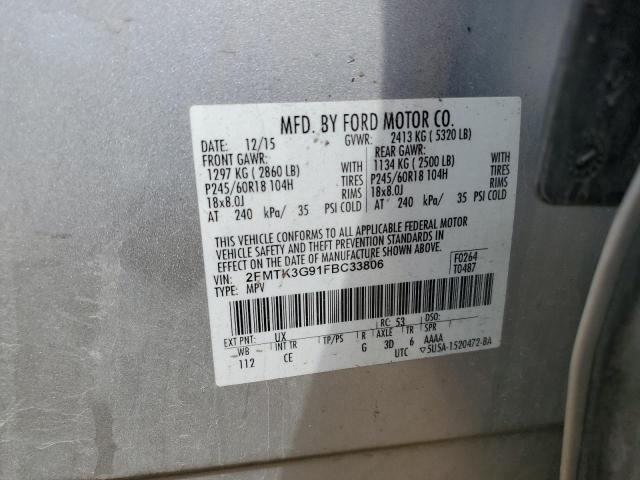 MFD. BY FORD MOTOR CO.
DATE: 12/15 GVWR: 2413 KG ( 5320 LB)
FRONT GAWR: REAR GAWR:
1297 KG ( 2860 LB) WITH 1134 KG ( 2500 LB) WITH
P245/60R18 104H TIRES P245/60R18 104H TIRES
18x8.0J RIMS 18x8.0J RIMS
AT 240 kPa/ 35 PSI COLD AT 240 kPa/ 35 PSI COLD
THIS VEHICLE CONFORMS TO ALL APPLICABLE FEDERAL MOTOR
VEHICLE SAFETY AND THEFT PREVENTION STANDARDS IN
EFFECT ON THE DATE OF MANUFACTURE SHOWN ABOVE.
VIN: 2FMTK3G91FBC33806 F0264
TYPE: MPV T0487
EXT PNT: UX RC: 53 DSO:
WB INT TR TP/PS R AXLE TR SPR
112 CE G 3D 6 AAAA
UTC ▽5U5A-1520472-BA